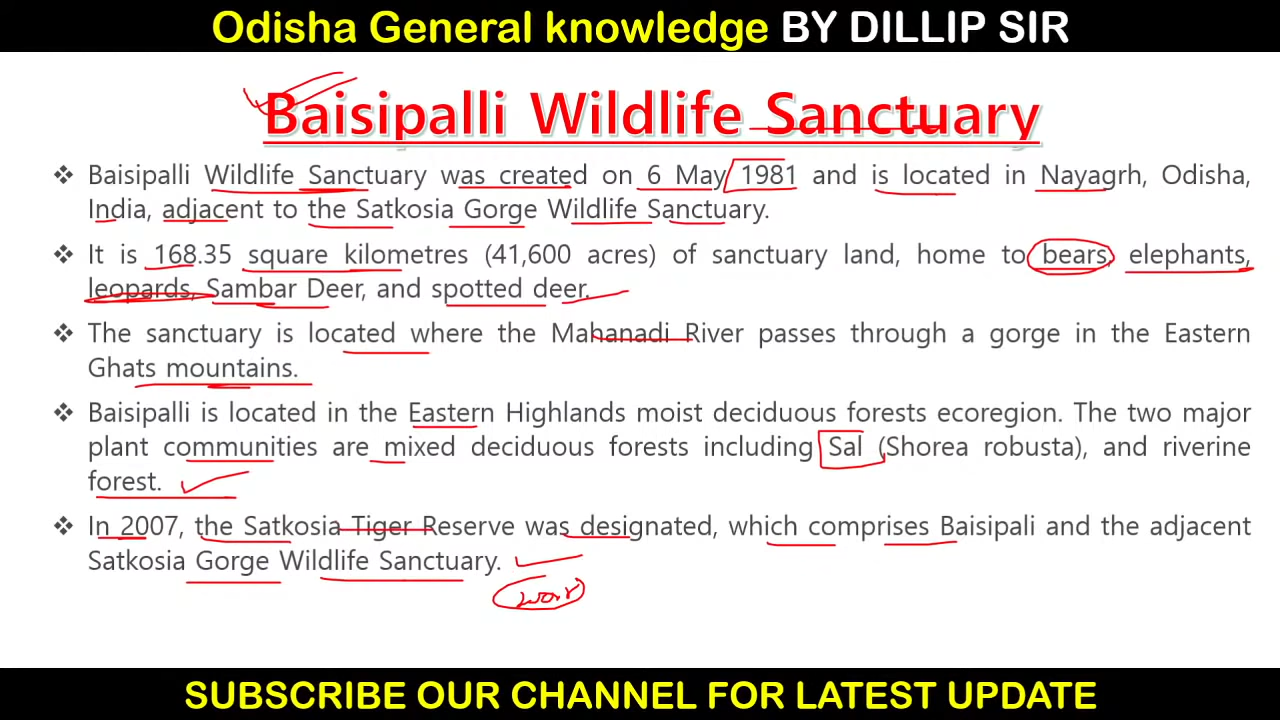 Odisha General knowledge BY DILLIP SIR
Baisipalli Wildlife Sanctuary
❖ Baisipalli Wildlife Sanctuary was created on 6 May 1981 and is located in Nayagrh, Odisha,
India, adjacent to the Satkosia Gorge Wildlife Sanctuary.
❖ It is 168.35 square kilometres (41,600 acres) of sanctuary land, home to bears, elephants,
leopards, Sambar Deer, and spotted deer.
❖ The sanctuary is located where the Mahanadi River passes through a gorge in the Eastern
Ghats mountains.
❖ Baisipalli is located in the Eastern Highlands moist deciduous forests ecoregion. The two major
plant communities are mixed deciduous forests including Sal (Shorea robusta), and riverine
forest.
❖ In 2007, the Satkosia Tiger Reserve was designated, which comprises Baisipali and the adjacent
Satkosia Gorge Wildlife Sanctuary.
SUBSCRIBE OUR CHANNEL FOR LATEST UPDATE